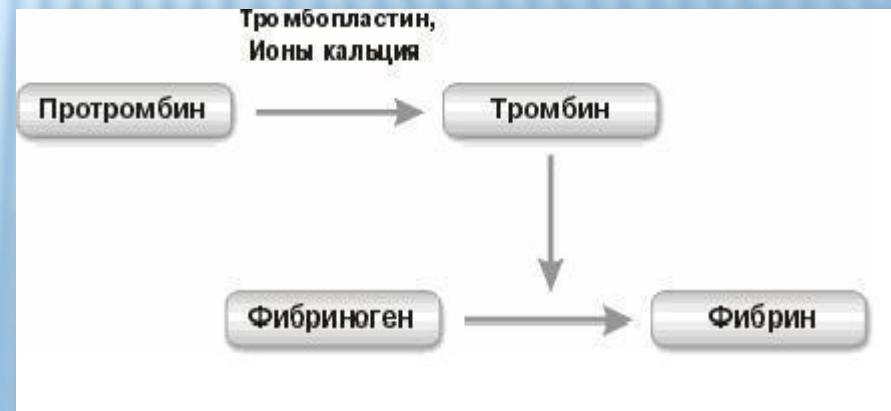 Тромбопластин,
Ионы кальция
Протромбин
Тромбин
Фибриноген
Фибрин